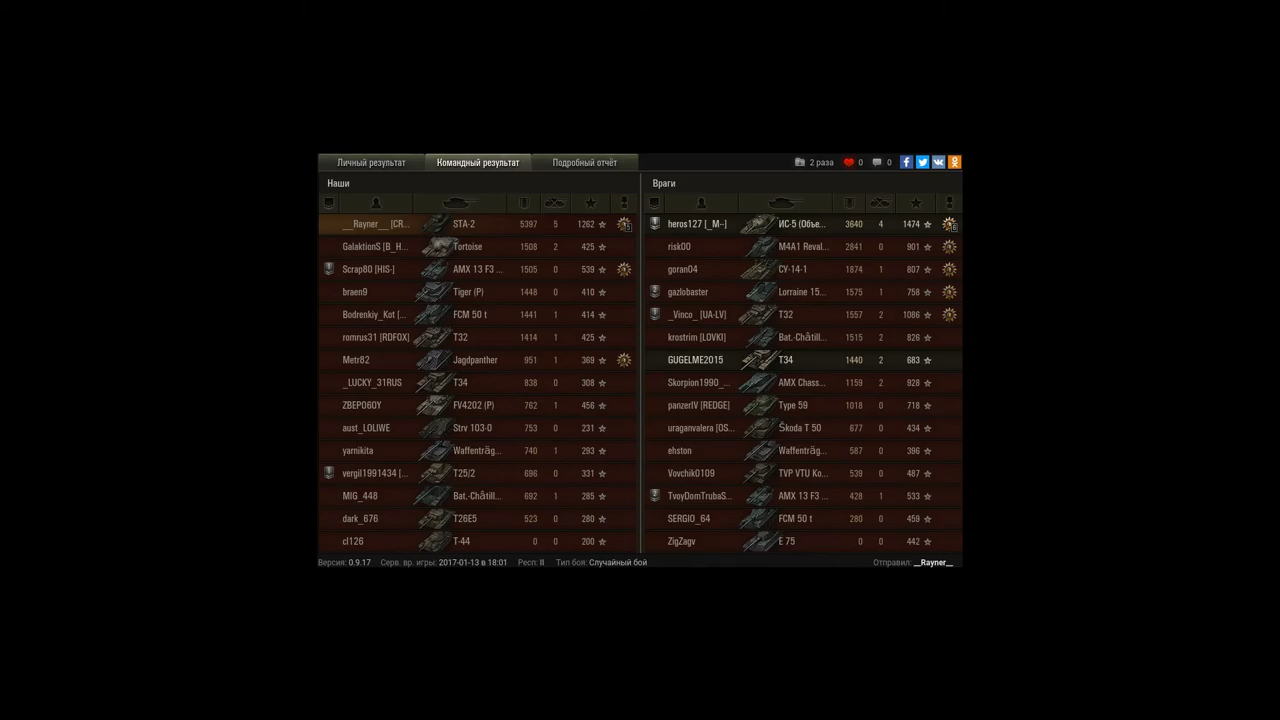 Личный результат Командный результат Подробный отчёт 2 раза 0 0
Наши Враги
__Rayner__ [CR... STA-2 5397 5 1262 5 heros127 [_M--] ИС-5 (Объе... 3640 4 1474 6
GalaktionS [B_H... Tortoise 1508 2 425 risk00 M4A1 Reval... 2841 0 901
Scrap80 [HIS-] AMX 13 F3 ... 1505 0 539 goran04 СУ-14-1 1874 1 807
braen9 Tiger (P) 1448 0 410 2 gazlobaster Lorraine 15... 1575 1 758
Bodrenkiy_Kot [... FCM 50 t 1441 1 414 _Vinco_ [UA-LV] T32 1557 2 1086
romrus31 [RDFOX] T32 1414 1 425 krostrim [LOVKI] Bat.-Châtill... 1515 2 826
Metr82 Jagdpanther 951 1 369 GUGELME2015 T34 1440 2 683
_LUCKY_31RUS T34 838 0 308 Skorpion1990_... AMX Chass... 1159 2 928
ZBEP060Y FV4202 (P) 762 1 456 panzerIV [REDGE] Type 59 1018 0 718
aust_LOLIWE Strv 103-0 753 0 231 uraganvalera [OS... Škoda T 50 677 0 434
yarnikita Waffenträg... 740 1 293 ehston Waffenträg... 587 0 396
vergil1991434 [... T25/2 696 0 331 Vovchik0109 TVP VTU Ko... 539 0 487
MIG_448 Bat.-Châtill... 692 1 285 2 TvoyDomTrubaS... AMX 13 F3 ... 428 1 533
dark_676 T26E5 523 0 280 SERGIO_64 FCM 50 t 280 0 459
cl126 T-44 0 0 200 ZigZagv E 75 0 0 442
Версия: 0.9.17 Серв. вр. игры: 2017-01-13 в 18:01 Респ: II Тип боя: Случайный бой Отправил: __Rayner__